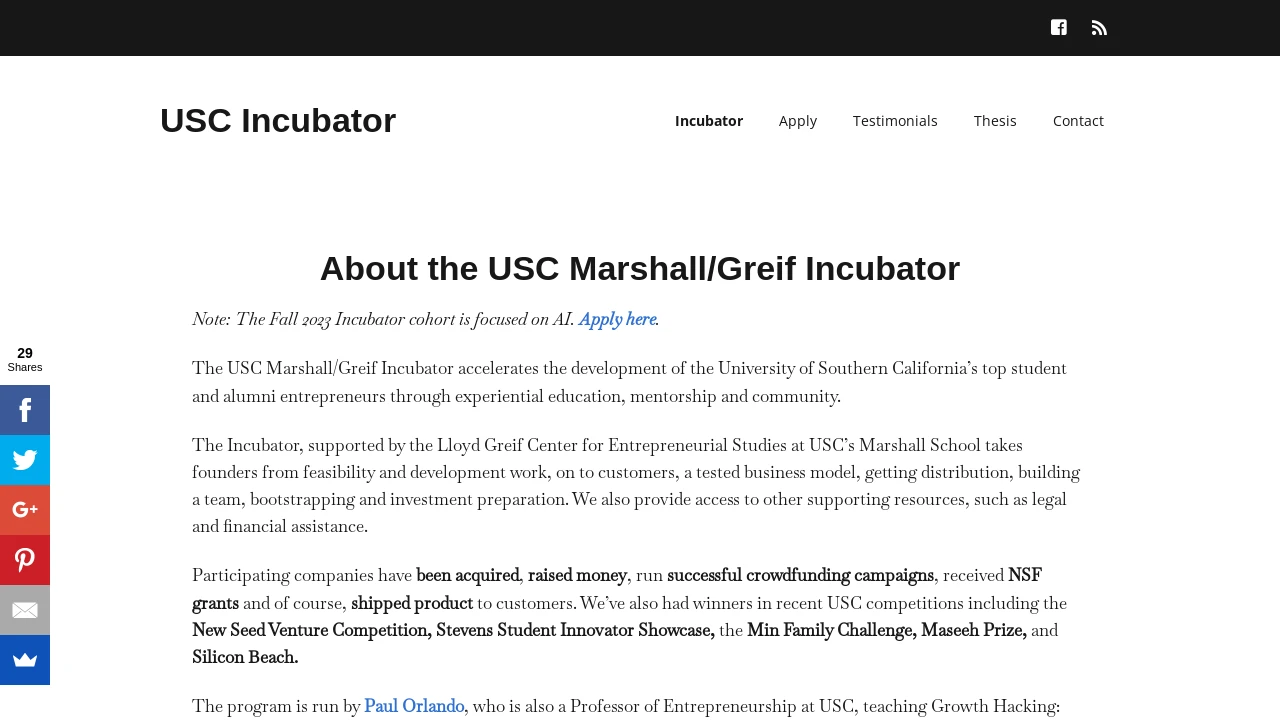 USC Incubator
Incubator
Apply
Testimonials
Thesis
Contact
About the USC Marshall/Greif Incubator
Note: The Fall 2023 Incubator cohort is focused on AI. Apply here.
The USC Marshall/Greif Incubator accelerates the development of the University of Southern California’s top student
and alumni entrepreneurs through experiential education, mentorship and community.
The Incubator, supported by the Lloyd Greif Center for Entrepreneurial Studies at USC’s Marshall School takes
founders from feasibility and development work, on to customers, a tested business model, getting distribution, building
a team, bootstrapping and investment preparation. We also provide access to other supporting resources, such as legal
and financial assistance.
Participating companies have been acquired, raised money, run successful crowdfunding campaigns, received NSF
grants and of course, shipped product to customers. We’ve also had winners in recent USC competitions including the
New Seed Venture Competition, Stevens Student Innovator Showcase, the Min Family Challenge, Maseeh Prize, and
Silicon Beach.
The program is run by Paul Orlando, who is also a Professor of Entrepreneurship at USC, teaching Growth Hacking:
29
Shares